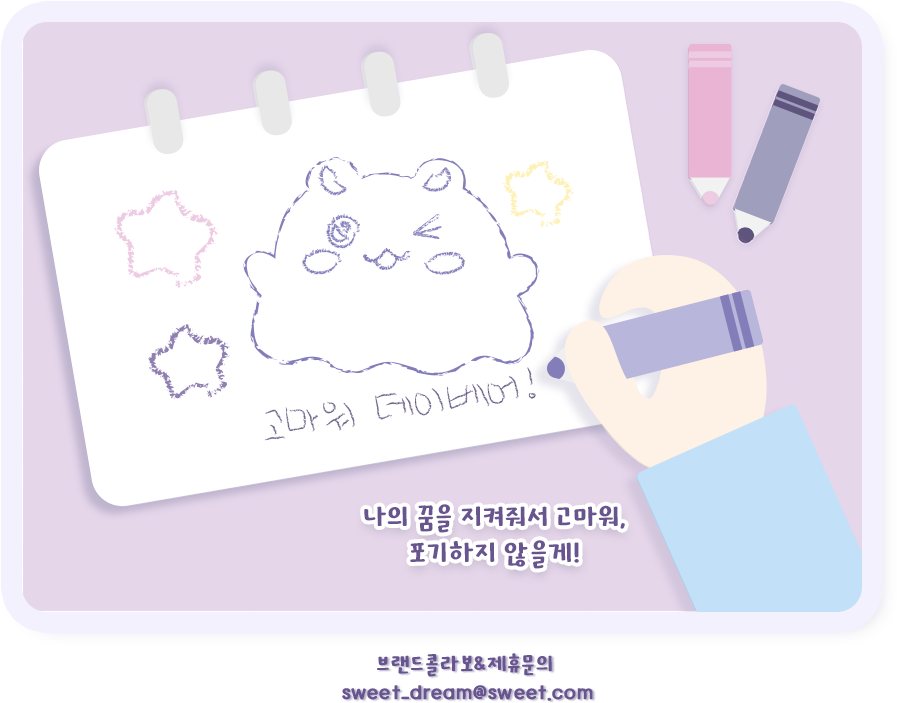 고마워 데이베어!
나의 꿈을 지켜줘서 고마워,
포기하지 않을게!
브랜드콜라보&제휴문의
sweet_dream@sweet.com